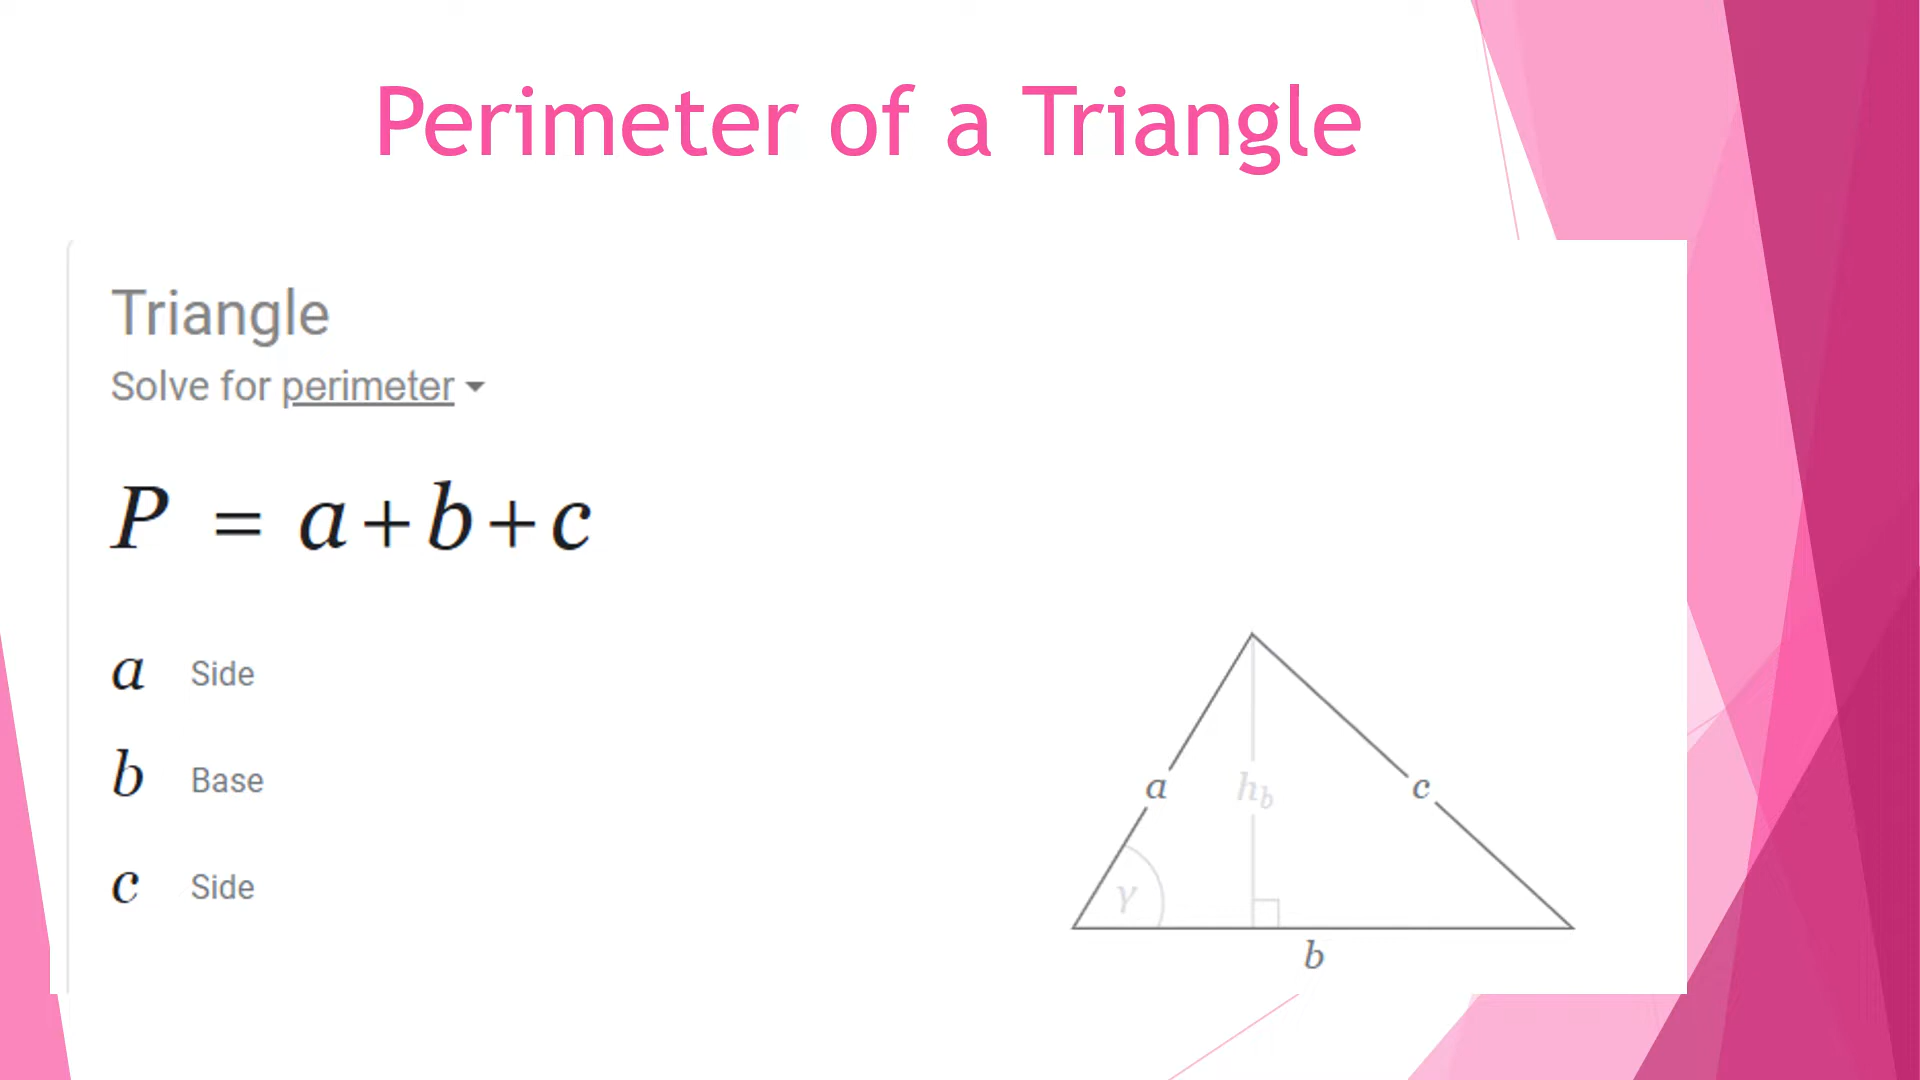 Perimeter of a Triangle
Triangle
Solve for perimeter
P = a+b+c
a Side
b Base
c Side
a
h_b
c
γ
b